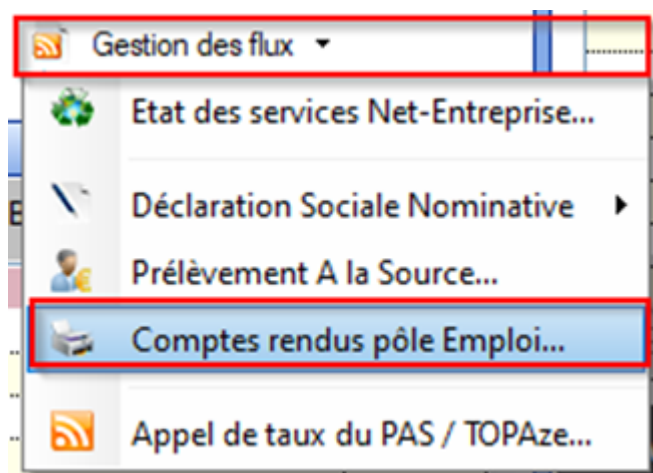 Gestion des flux
Etat des services Net-Entreprise...
Déclaration Sociale Nominative
Prélèvement A la Source...
Comptes rendus pôle Emploi...
Appel de taux du PAS / TOPAze...